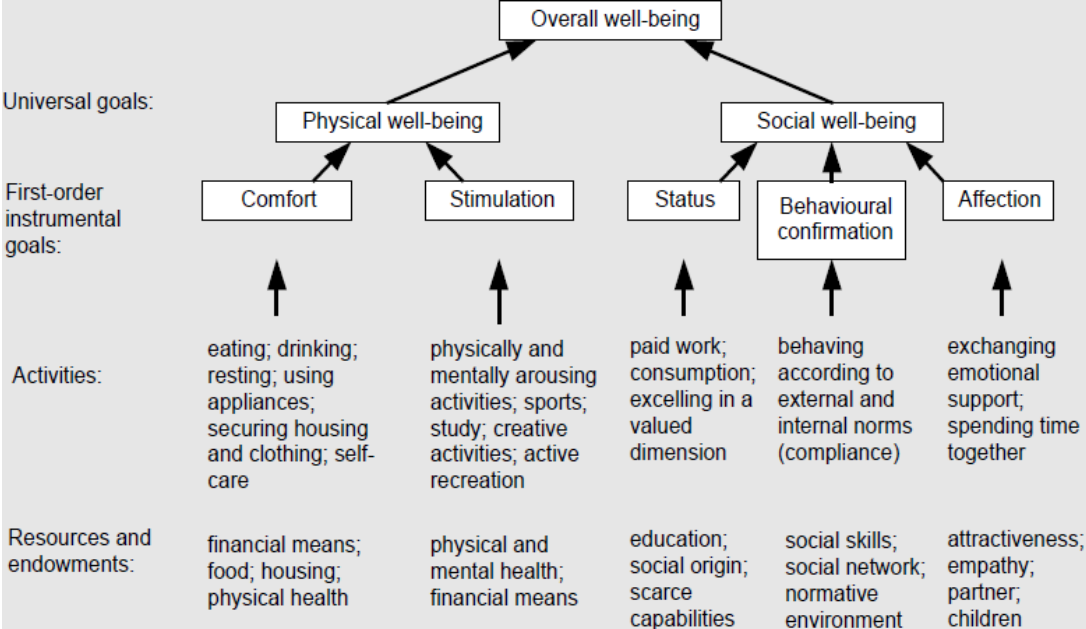 Overall well-being
Universal goals:
Physical well-being
Social well-being
First-order
instrumental
goals:
Comfort
Stimulation
Status
Behavioural
confirmation
Affection
Activities:
eating; drinking;
resting; using
appliances;
securing housing
and clothing; self-
care
physically and
mentally arousing
activities; sports;
study; creative
activities; active
recreation
paid work;
consumption;
excelling in a
valued
dimension
behaving
according to
external and
internal norms
(compliance)
exchanging
emotional
support;
spending time
together
Resources and
endowments:
financial means;
food; housing;
physical health
physical and
mental health;
financial means
education;
social origin;
scarce
capabilities
social skills;
social network;
normative
environment
attractiveness;
empathy;
partner;
children